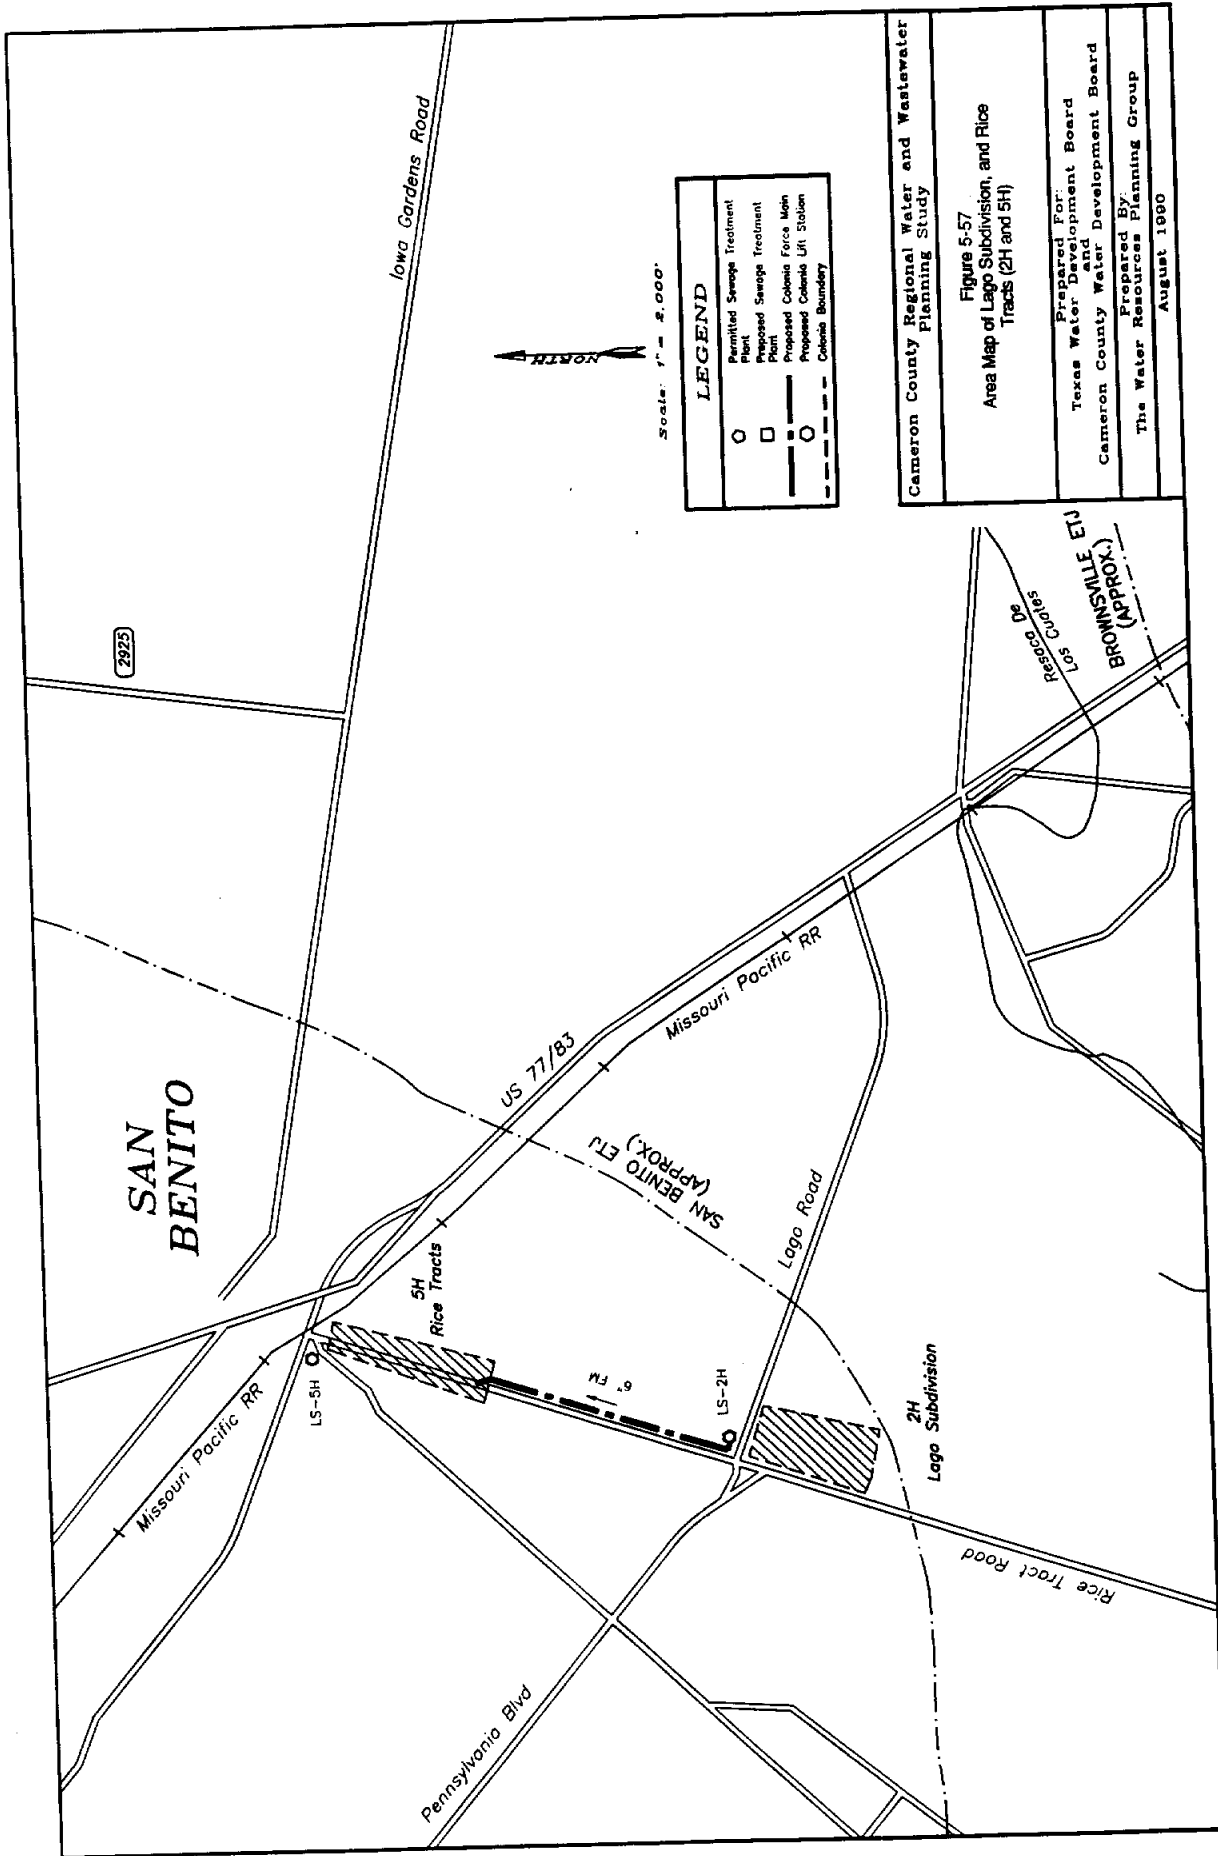 SAN
BENITO
2925
Iowa Gardens Road
Missouri Pacific RR
LS-5H
5H
Rice Tracts
US 77/83
Missouri Pacific RR
SAN BENITO ETJ
(APPROX.)
6" FM
LS-2H
Lago Road
2H
Lago Subdivision
Pennsylvania Blvd
Rice Tract Road
Resaca De
Los Cuates
BROWNSVILLE ETJ
(APPROX.)
NORTH
Scale: 1" = 2,000'
LEGEND
Permitted Sewage Treatment
Plant
Proposed Sewage Treatment
Plant
Proposed Colonia Force Main
Proposed Colonia Lift Station
Colonia Boundary
Cameron County Regional Water and Wastewater
Planning Study
Figure 5-57
Area Map of Lago Subdivision, and Rice
Tracts (2H and 5H)
Prepared For:
Texas Water Development Board
and
Cameron County Water Development Board
Prepared By:
The Water Resources Planning Group
August 1990